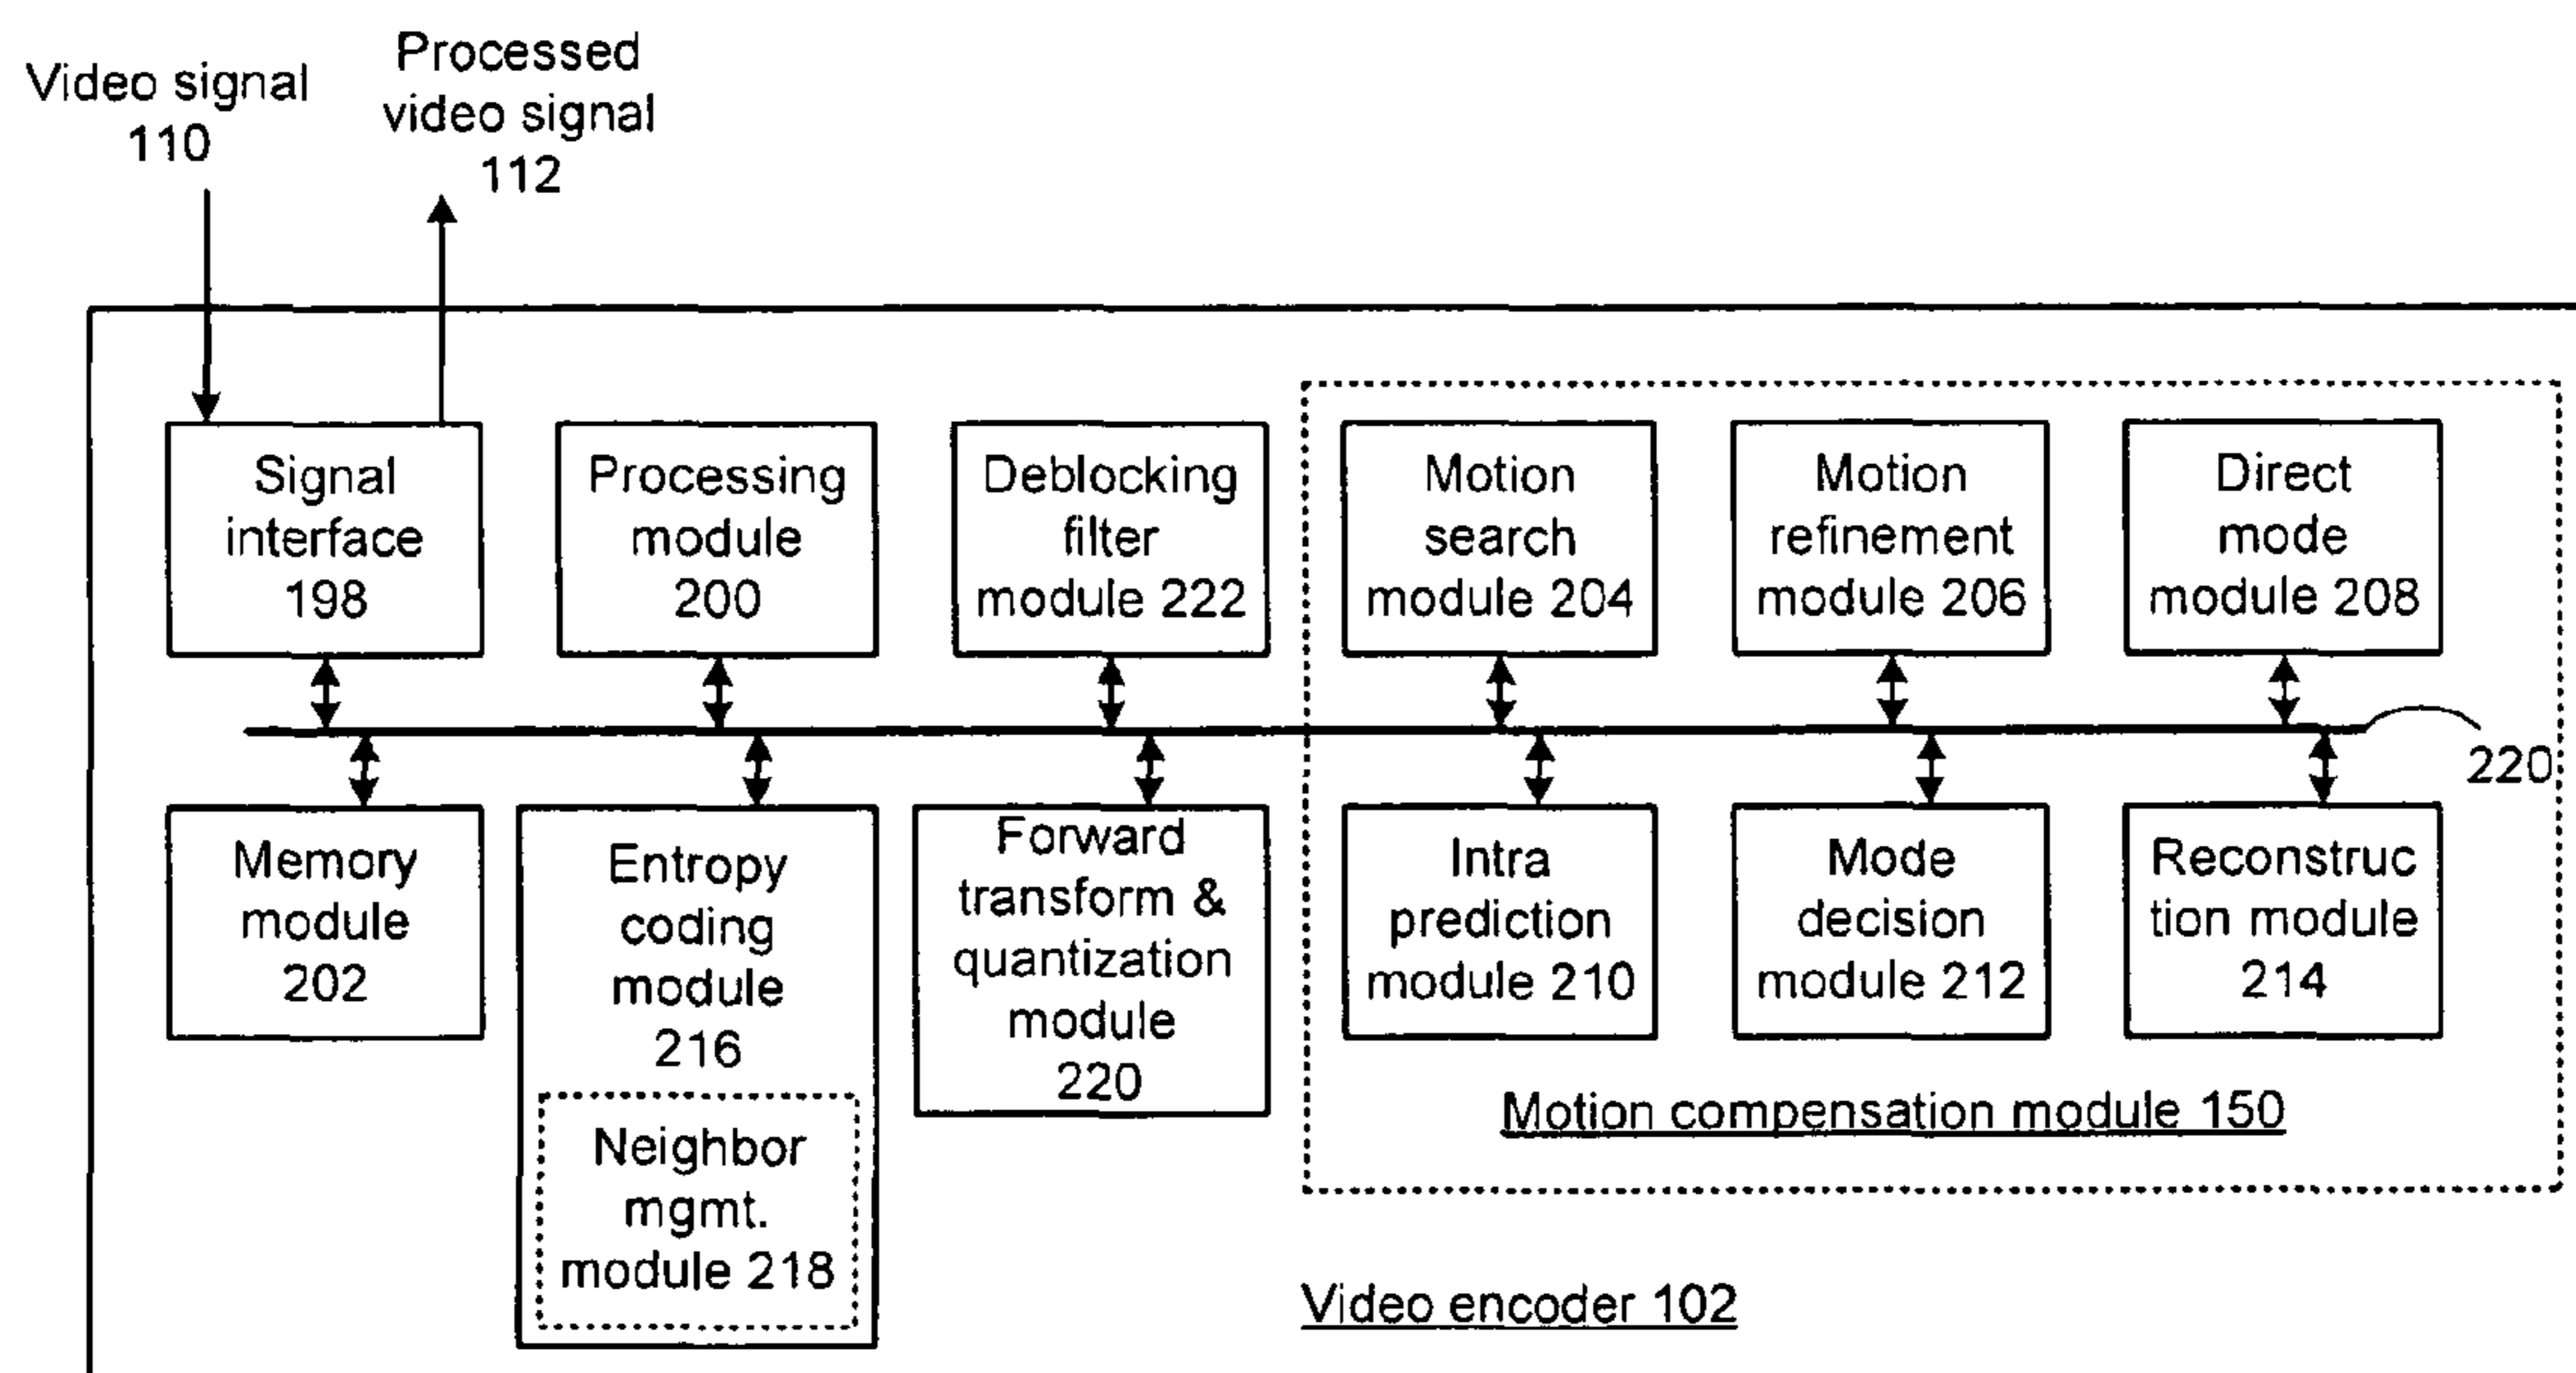 Video signal
110
Processed
video signal
112
Signal
interface
198
Processing
module
200
Deblocking
filter
module 222
Motion
search
module 204
Motion
refinement
module 206
Direct
mode
module 208
220
Memory
module
202
Entropy
coding
module
216
Neighbor
mgmt.
module 218
Forward
transform &
quantization
module
220
Intra
prediction
module 210
Mode
decision
module 212
Reconstruc
tion module
214
Motion compensation module 150
Video encoder 102